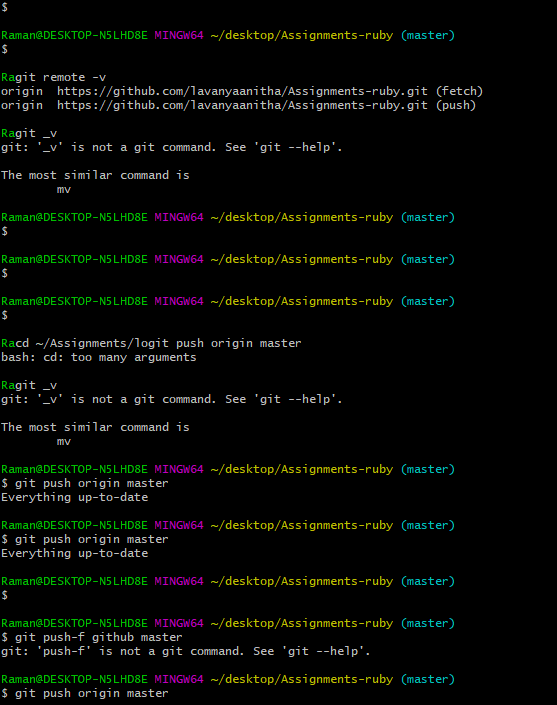 $
Raman@DESKTOP-N5LHD8E MINGW64 ~/desktop/Assignments-ruby (master)
$
Ragit remote -v
origin  https://github.com/lavanyaanitha/Assignments-ruby.git (fetch)
origin  https://github.com/lavanyaanitha/Assignments-ruby.git (push)
Ragit _v
git: '_v' is not a git command. See 'git --help'.
The most similar command is
        mv
Raman@DESKTOP-N5LHD8E MINGW64 ~/desktop/Assignments-ruby (master)
$
Raman@DESKTOP-N5LHD8E MINGW64 ~/desktop/Assignments-ruby (master)
$
Raman@DESKTOP-N5LHD8E MINGW64 ~/desktop/Assignments-ruby (master)
$
Racd ~/Assignments/logit push origin master
bash: cd: too many arguments
Ragit _v
git: '_v' is not a git command. See 'git --help'.
The most similar command is
        mv
Raman@DESKTOP-N5LHD8E MINGW64 ~/desktop/Assignments-ruby (master)
$ git push origin master
Everything up-to-date
Raman@DESKTOP-N5LHD8E MINGW64 ~/desktop/Assignments-ruby (master)
$ git push origin master
Everything up-to-date
Raman@DESKTOP-N5LHD8E MINGW64 ~/desktop/Assignments-ruby (master)
$
Raman@DESKTOP-N5LHD8E MINGW64 ~/desktop/Assignments-ruby (master)
$ git push-f github master
git: 'push-f' is not a git command. See 'git --help'.
Raman@DESKTOP-N5LHD8E MINGW64 ~/desktop/Assignments-ruby (master)
$ git push origin master